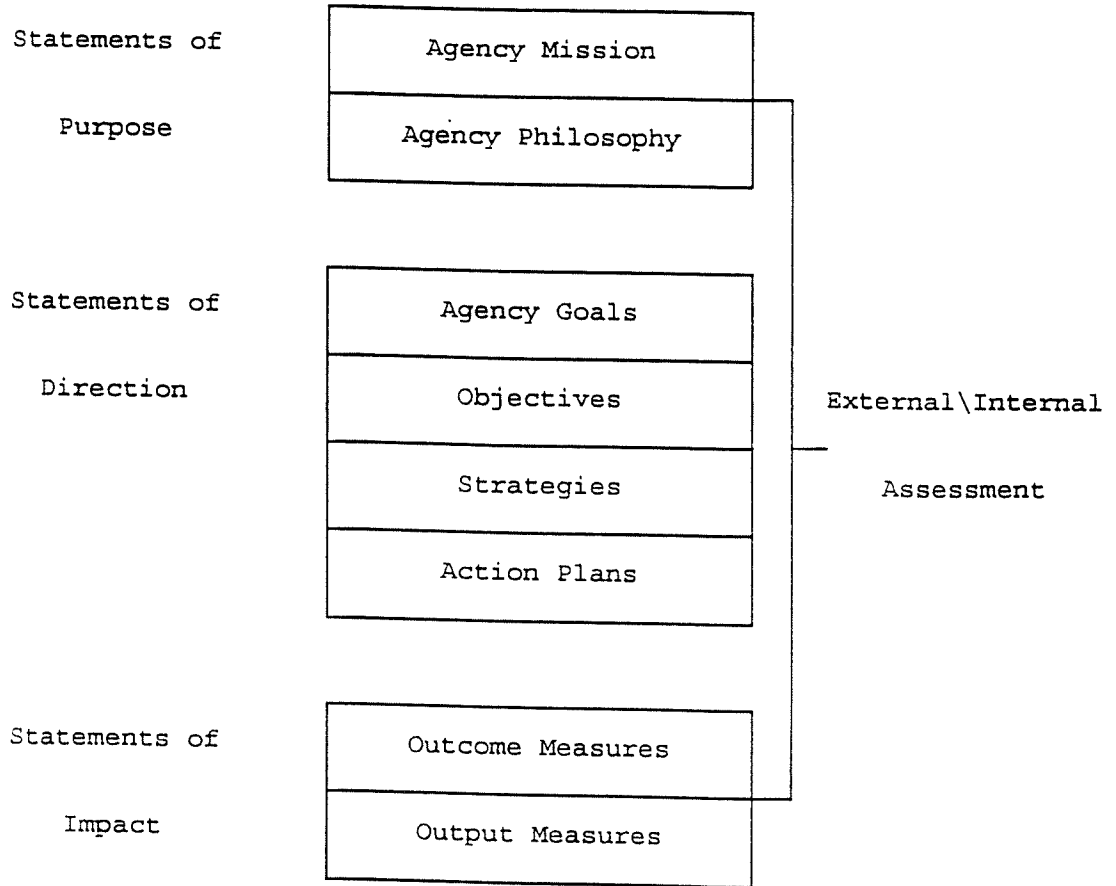 Statements of
Agency Mission
Purpose
Agency Philosophy
Statements of
Agency Goals
Direction
Objectives
External\Internal
Strategies
Assessment
Action Plans
Statements of
Outcome Measures
Impact
Output Measures